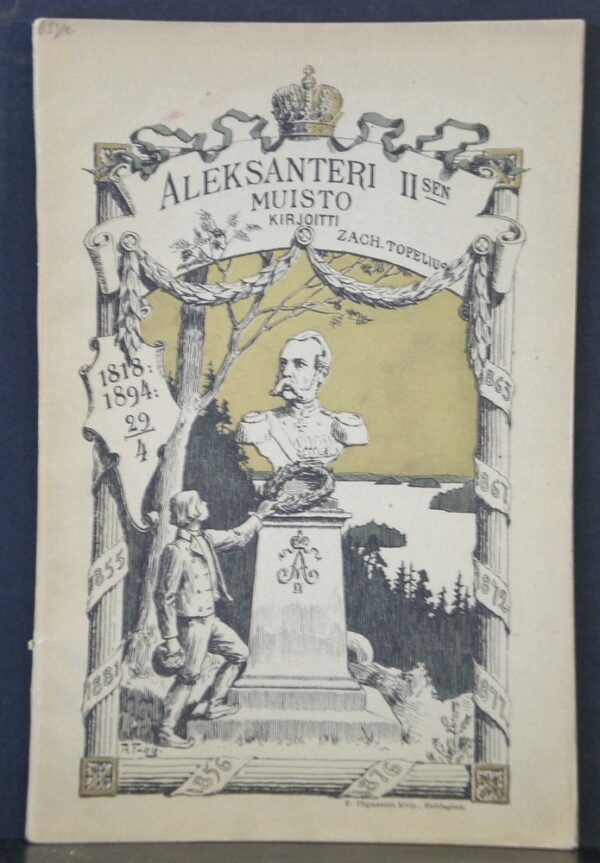 ALEKSANTERI II SEN
MUISTO
KIRJOITTI
ZACH. TOPELIUS
1818:
1894:
29
4
A
II
1855
1881
1863
1867
1872
1877
1856
1876